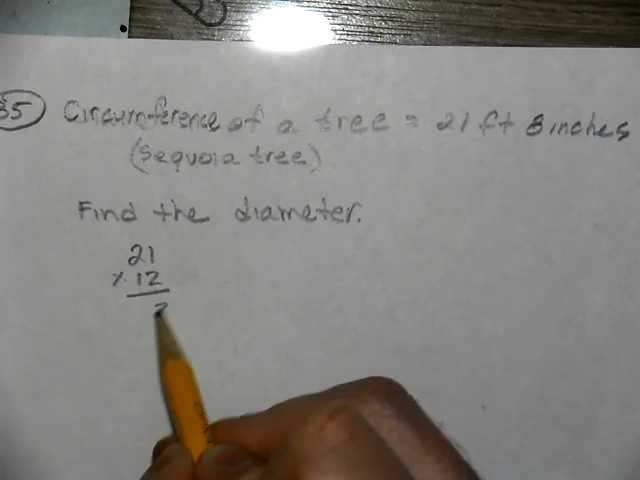 35 Circumference of a tree = 21 ft 8 inches
(Sequoia tree)
Find the diameter.
21
x 12
2